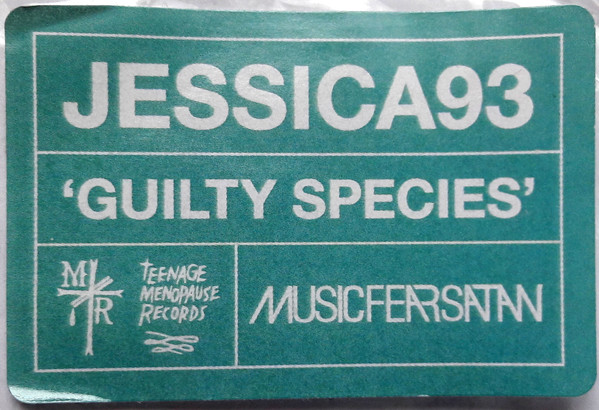 JESSICA93
‘GUILTY SPECIES’
M R
TEENAGE
MENOPAUSE
RECORDS
MUSICFEARSATAN